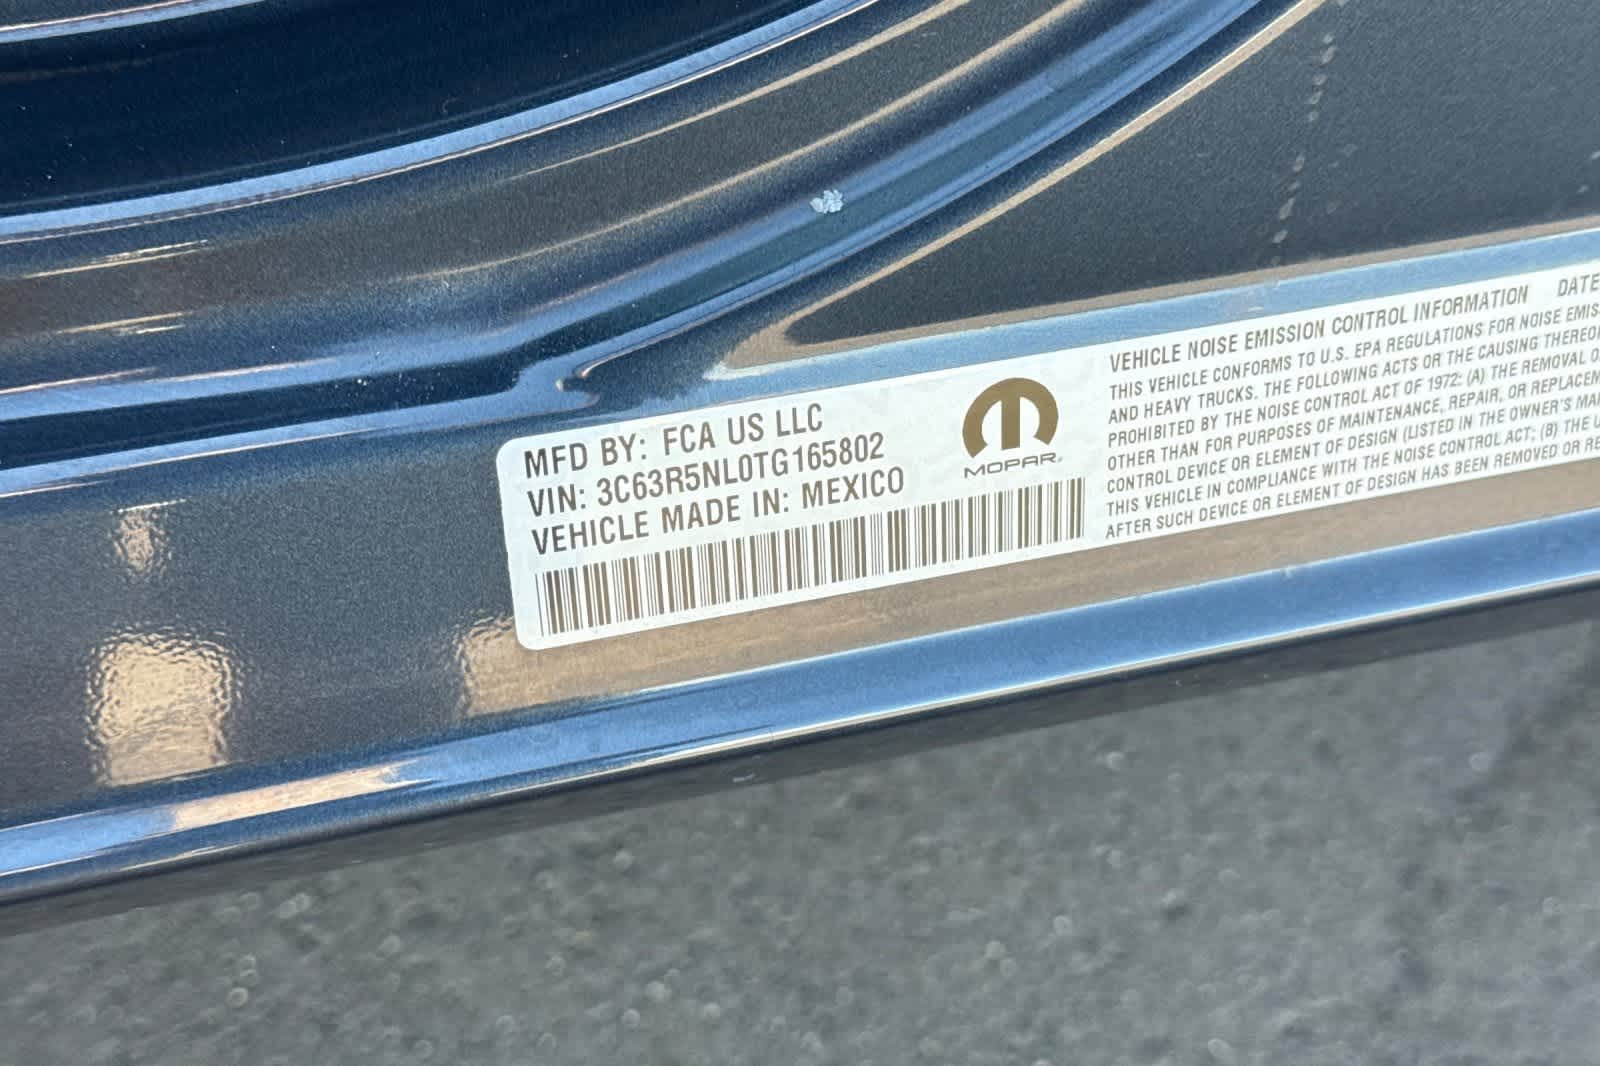 MFD BY: FCA US LLC
VIN: 3C63R5NL0TG165802
VEHICLE MADE IN: MEXICO
MOPAR
VEHICLE NOISE EMISSION CONTROL INFORMATION DATE
THIS VEHICLE CONFORMS TO U.S. EPA REGULATIONS FOR NOISE
AND HEAVY TRUCKS. THE FOLLOWING ACTS OR THE CAUSING
PROHIBITED BY THE NOISE CONTROL ACT OF 1972: (A) THE REMOVAL
OTHER THAN FOR PURPOSES OF MAINTENANCE, REPAIR, OR
CONTROL DEVICE OR ELEMENT OF DESIGN (LISTED IN THE OWNER'S
THIS VEHICLE IN COMPLIANCE WITH THE NOISE CONTROL ACT; (B) THE
AFTER SUCH DEVICE OR ELEMENT OF DESIGN HAS BEEN REMOVED OR